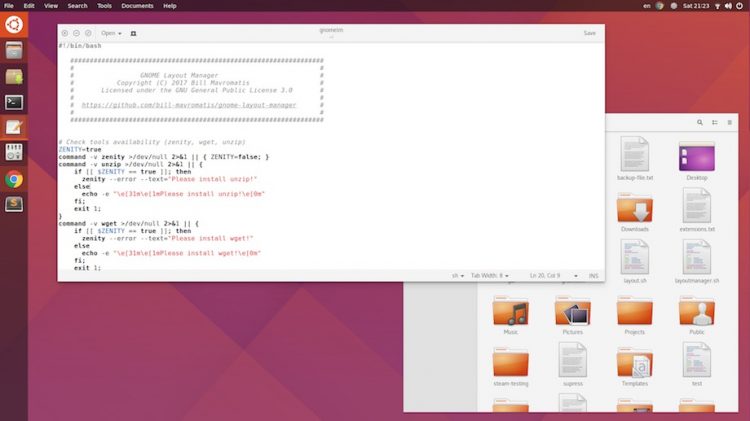 File Edit View Search Tools Documents Help
en Sat 21:23
Open gnomelm Save
#!/bin/bash
################################################################
# #
# GNOME Layout Manager #
# Copyright (C) 2017 Bill Mavromatis #
# Licensed under the GNU General Public License 3.0 #
# #
# https://github.com/bill-mavromatis/gnome-layout-manager #
# #
################################################################
# Check tools availability (zenity, wget, unzip)
ZENITY=true
command -v zenity >/dev/null 2>&1 || { ZENITY=false; }
command -v unzip >/dev/null 2>&1 || {
if [[ $ZENITY == true ]]; then
zenity --error --text="Please install unzip!"
else
echo -e "\e[31m\e[1mPlease install unzip!\e[0m"
fi;
exit 1;
}
command -v wget >/dev/null 2>&1 || {
if [[ $ZENITY == true ]]; then
zenity --error --text="Please install wget!"
else
echo -e "\e[31m\e[1mPlease install wget!\e[0m"
fi;
exit 1;
sh Tab Width: 8 Ln 20, Col 9 INS
backup-file.txt Desktop
Downloads extensions.txt
layout.sh layoutmanager.sh
Music Pictures Projects Public
steam-testing supress Templates test